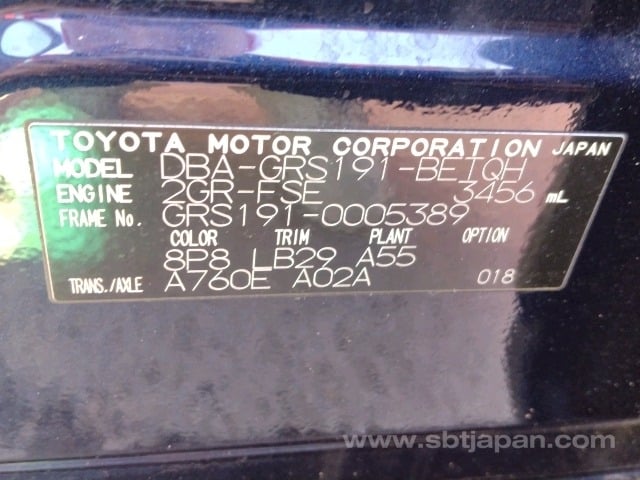 TOYOTA MOTOR CORPORATION JAPAN
MODEL DBA-GRS191-BETQH
ENGINE 2GR-FSE 3456 mL
FRAME No. GRS191-0005389
COLOR TRIM PLANT OPTION
8P8 LB29 A55
TRANS./AXLE A760E A02A 018
www.sbtjapan.com